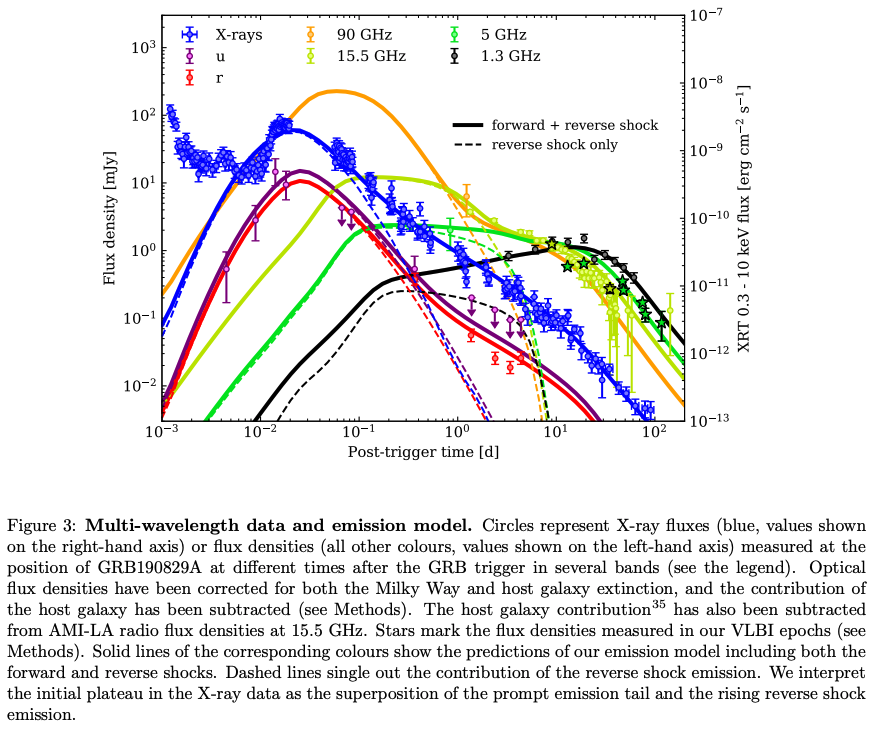 10³
10²
10¹
10⁰
10⁻¹
10⁻²
Flux density [mJy]
X-rays
u
r
90 GHz
15.5 GHz
5 GHz
1.3 GHz
forward + reverse shock
reverse shock only
10⁻⁷
10⁻⁸
10⁻⁹
10⁻¹⁰
10⁻¹¹
10⁻¹²
10⁻¹³
XRT 0.3 - 10 keV flux [erg cm⁻² s⁻¹]
10⁻³ 10⁻² 10⁻¹ 10⁰ 10¹ 10²
Post-trigger time [d]
Figure 3: Multi-wavelength data and emission model. Circles represent X-ray fluxes (blue, values shown
on the right-hand axis) or flux densities (all other colours, values shown on the left-hand axis) measured at the
position of GRB190829A at different times after the GRB trigger in several bands (see the legend). Optical
flux densities have been corrected for both the Milky Way and host galaxy extinction, and the contribution of
the host galaxy has been subtracted (see Methods). The host galaxy contribution³⁵ has also been subtracted
from AMI-LA radio flux densities at 15.5 GHz. Stars mark the flux densities measured in our VLBI epochs (see
Methods). Solid lines of the corresponding colours show the predictions of our emission model including both the
forward and reverse shocks. Dashed lines single out the contribution of the reverse shock emission. We interpret
the initial plateau in the X-ray data as the superposition of the prompt emission tail and the rising reverse shock
emission.